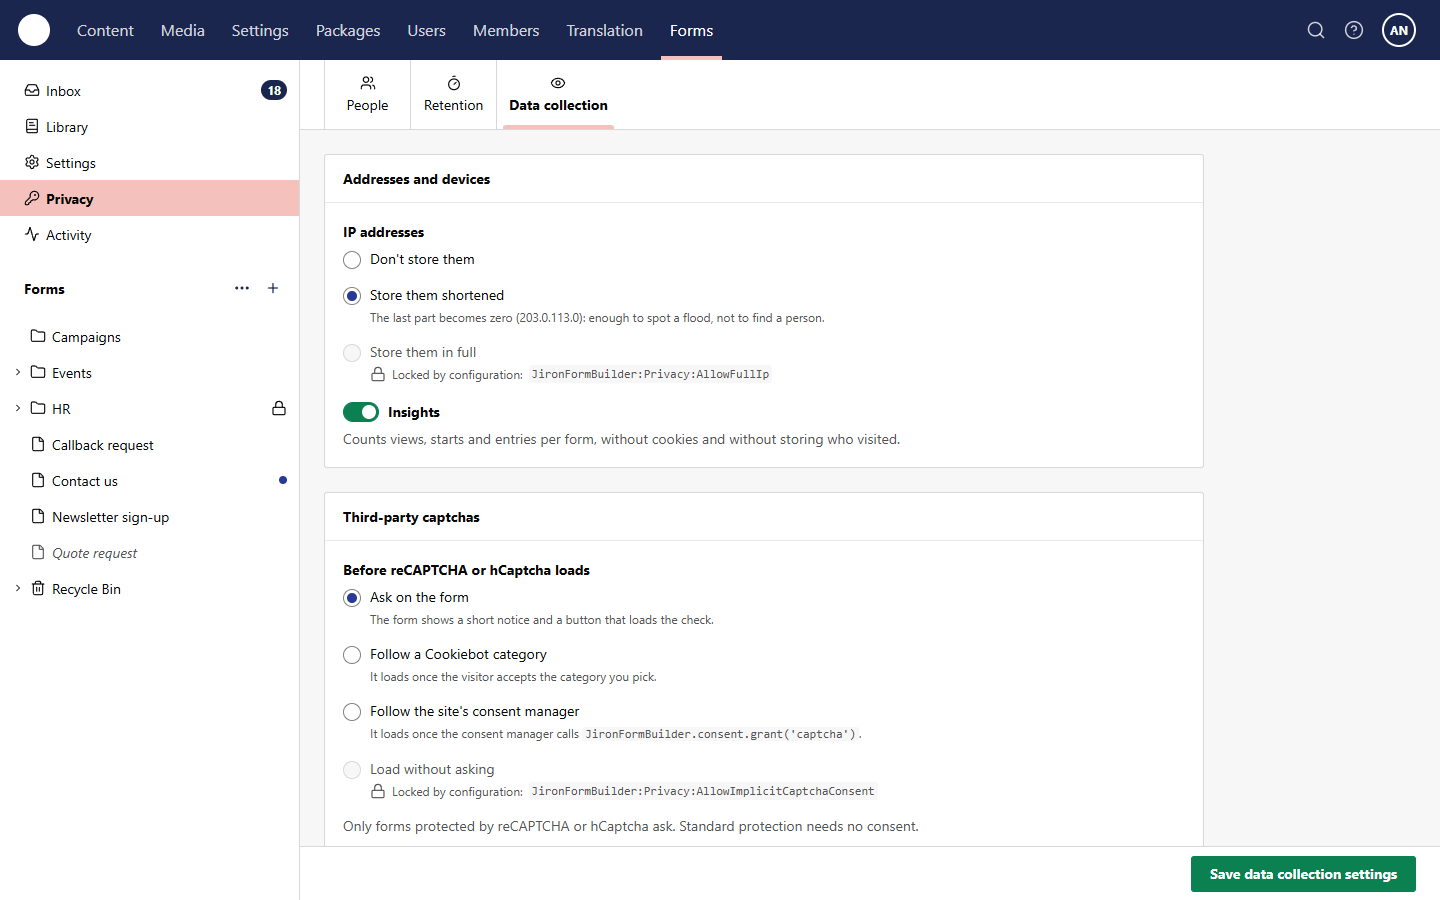 Content
Media
Settings
Packages
Users
Members
Translation
Forms
AN
Inbox
18
Library
Settings
Privacy
Activity
Forms
Campaigns
Events
HR
Callback request
Contact us
Newsletter sign-up
Quote request
Recycle Bin
People
Retention
Data collection
Addresses and devices
IP addresses
Don't store them
Store them shortened
The last part becomes zero (203.0.113.0): enough to spot a flood, not to find a person.
Store them in full
Locked by configuration: JironFormBuilder:Privacy:AllowFullIp
Insights
Counts views, starts and entries per form, without cookies and without storing who visited.
Third-party captchas
Before reCAPTCHA or hCaptcha loads
Ask on the form
The form shows a short notice and a button that loads the check.
Follow a Cookiebot category
It loads once the visitor accepts the category you pick.
Follow the site's consent manager
It loads once the consent manager calls JironFormBuilder.consent.grant('captcha').
Load without asking
Locked by configuration: JironFormBuilder:Privacy:AllowImplicitCaptchaConsent
Only forms protected by reCAPTCHA or hCaptcha ask. Standard protection needs no consent.
Save data collection settings